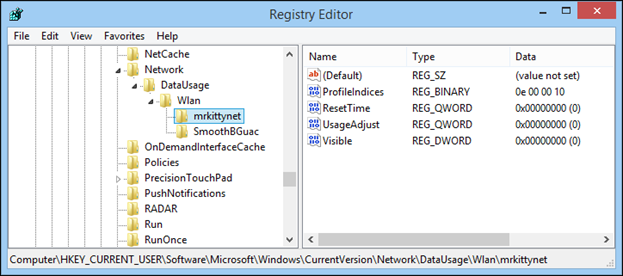 Registry Editor
File Edit View Favorites Help
NetCache
Network
DataUsage
Wlan
mrkittynet
SmoothBGuac
OnDemandInterfaceCache
Policies
PrecisionTouchPad
PushNotifications
RADAR
Run
RunOnce
Name Type Data
(Default) REG_SZ (value not set)
ProfileIndices REG_BINARY 0e 00 00 10
ResetTime REG_QWORD 0x00000000 (0)
UsageAdjust REG_QWORD 0x00000000 (0)
Visible REG_DWORD 0x00000000 (0)
Computer\HKEY_CURRENT_USER\Software\Microsoft\Windows\CurrentVersion\Network\DataUsage\Wlan\mrkittynet